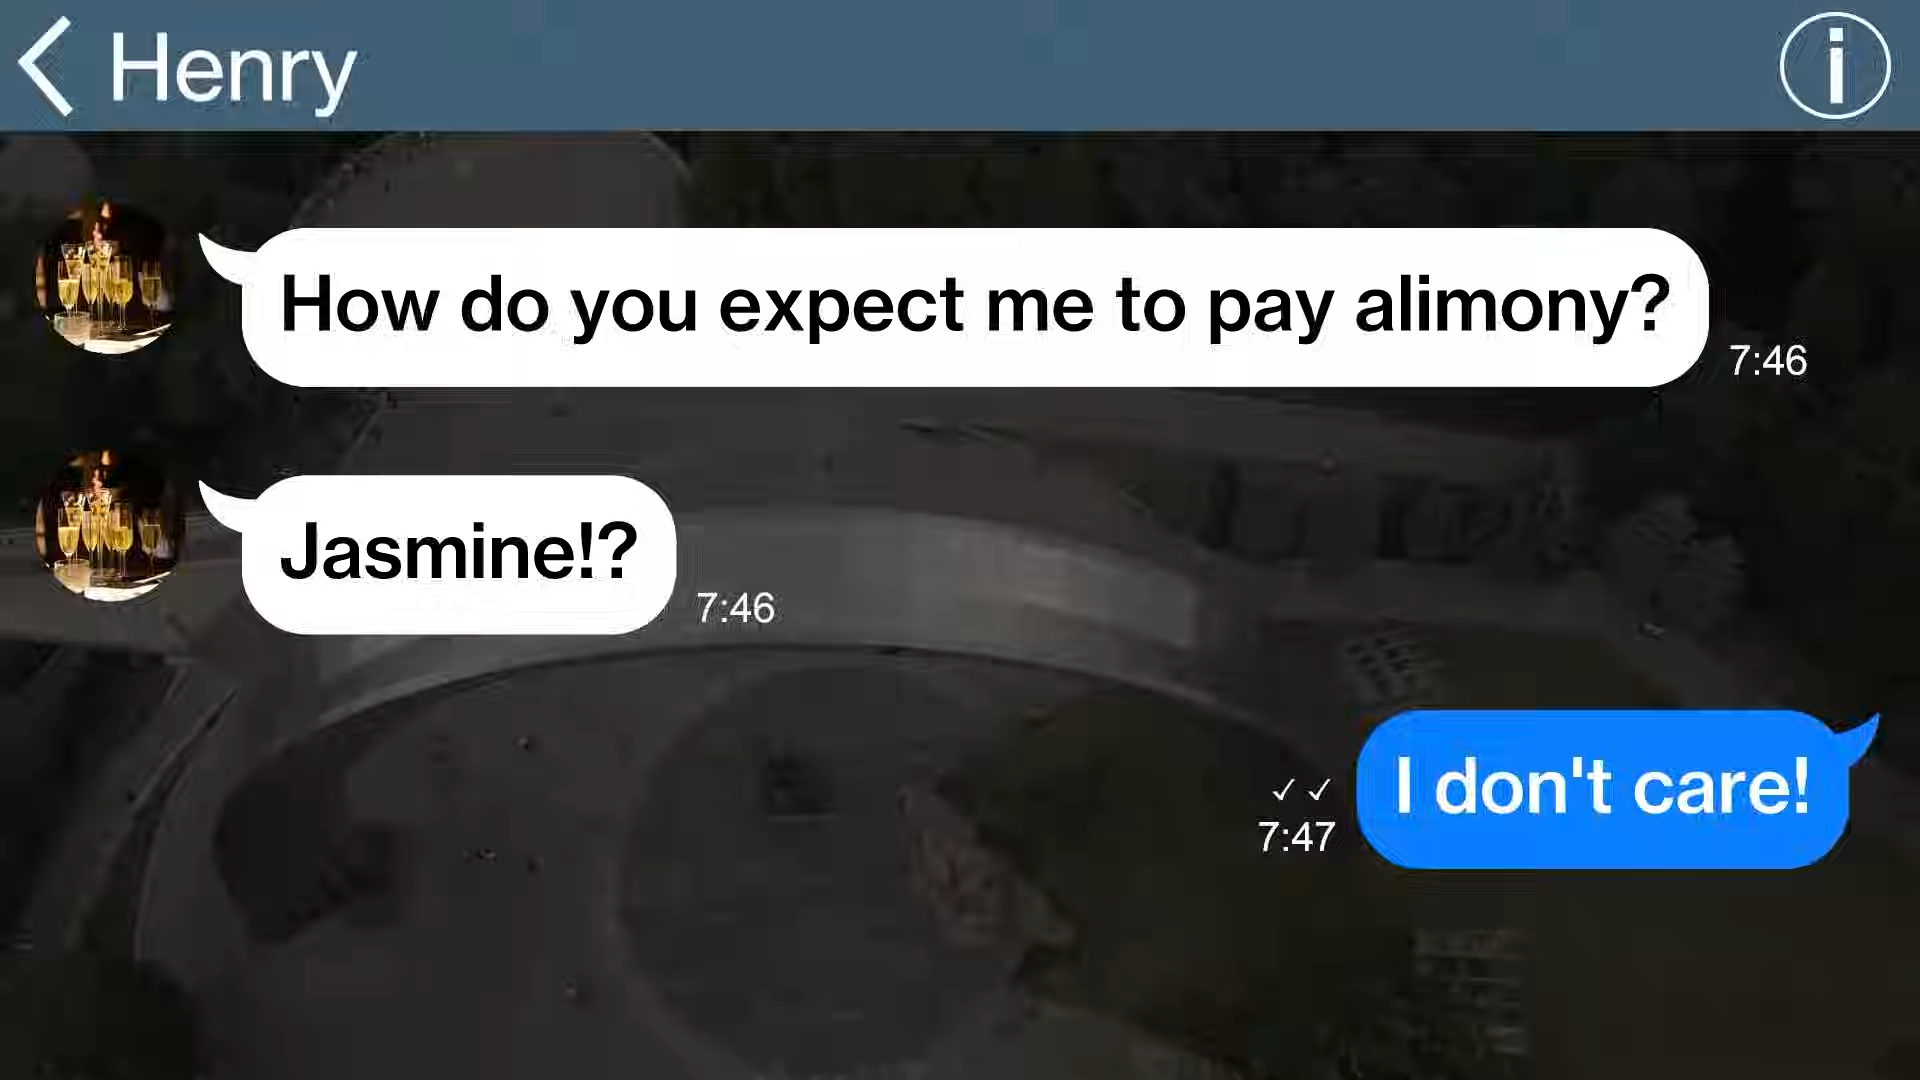 Henry
How do you expect me to pay alimony?
7:46
Jasmine!?
7:46
I don't care!
✓✓
7:47